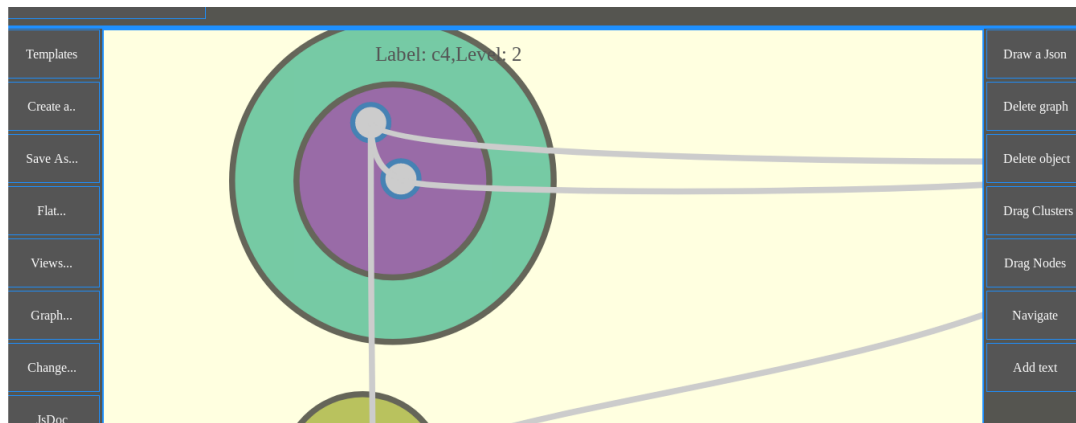 Label: c4,Level: 2
Templates
Create a..
Save As...
Flat...
Views...
Graph...
Change...
JsDoc
Draw a Json
Delete graph
Delete object
Drag Clusters
Drag Nodes
Navigate
Add text